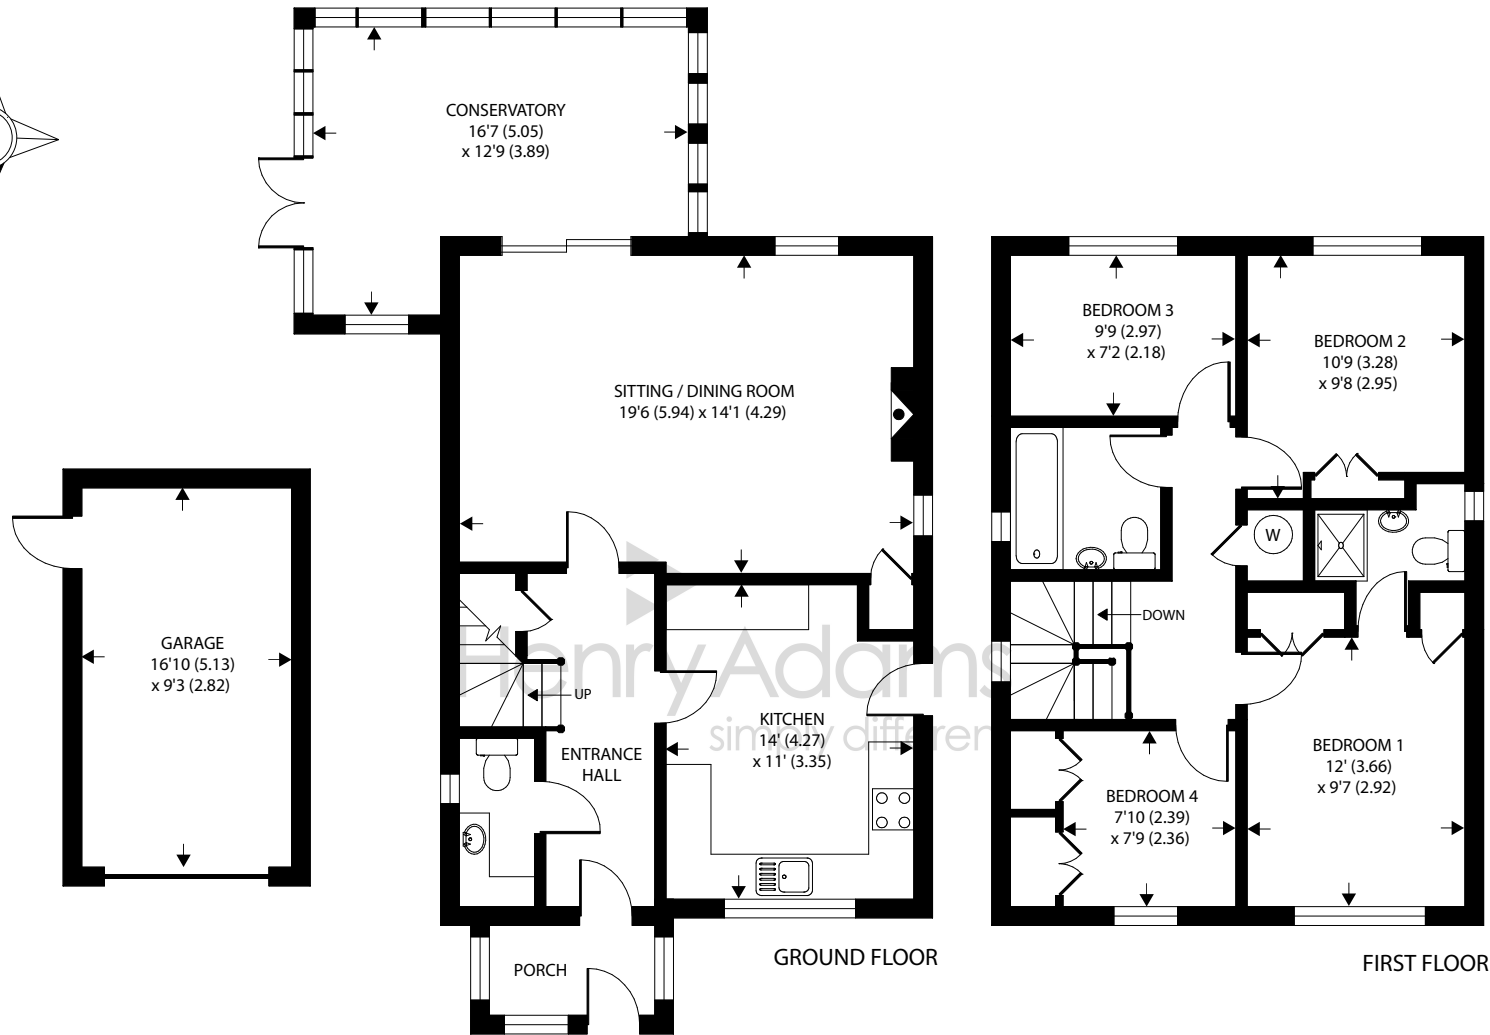 CONSERVATORY
16'7 (5.05)
x 12'9 (3.89)
SITTING / DINING ROOM
19'6 (5.94) x 14'1 (4.29)
BEDROOM 3
9'9 (2.97)
x 7'2 (2.18)
BEDROOM 2
10'9 (3.28)
x 9'8 (2.95)
W
GARAGE
16'10 (5.13)
x 9'3 (2.82)
DOWN
UP
Henry Adams
simply different
KITCHEN
14' (4.27)
x 11' (3.35)
ENTRANCE
HALL
BEDROOM 1
12' (3.66)
x 9'7 (2.92)
BEDROOM 4
7'10 (2.39)
x 7'9 (2.36)
PORCH
GROUND FLOOR
FIRST FLOOR